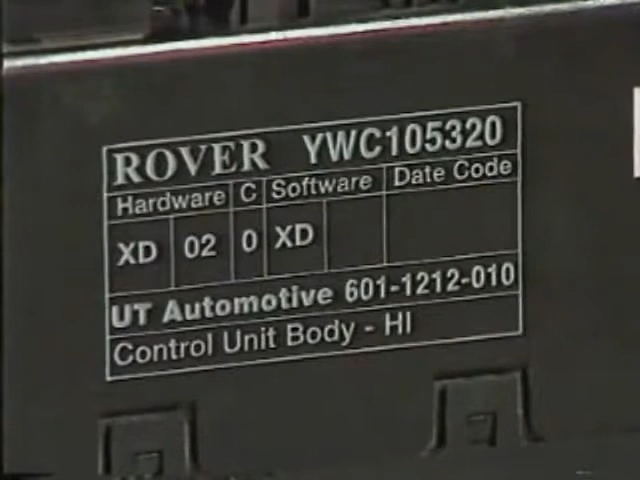 ROVER YWC105320
Hardware C Software Date Code
XD 02 0 XD
UT Automotive 601-1212-010
Control Unit Body - HI